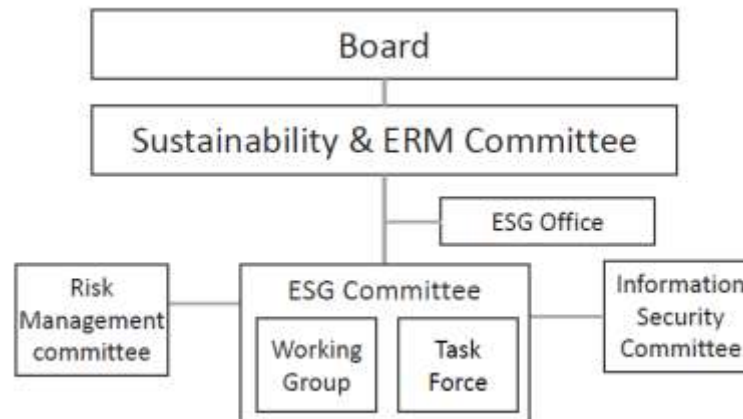 Board
Sustainability & ERM Committee
ESG Office
Risk
Management
committee
ESG Committee
Working
Group
Task
Force
Information
Security
Committee